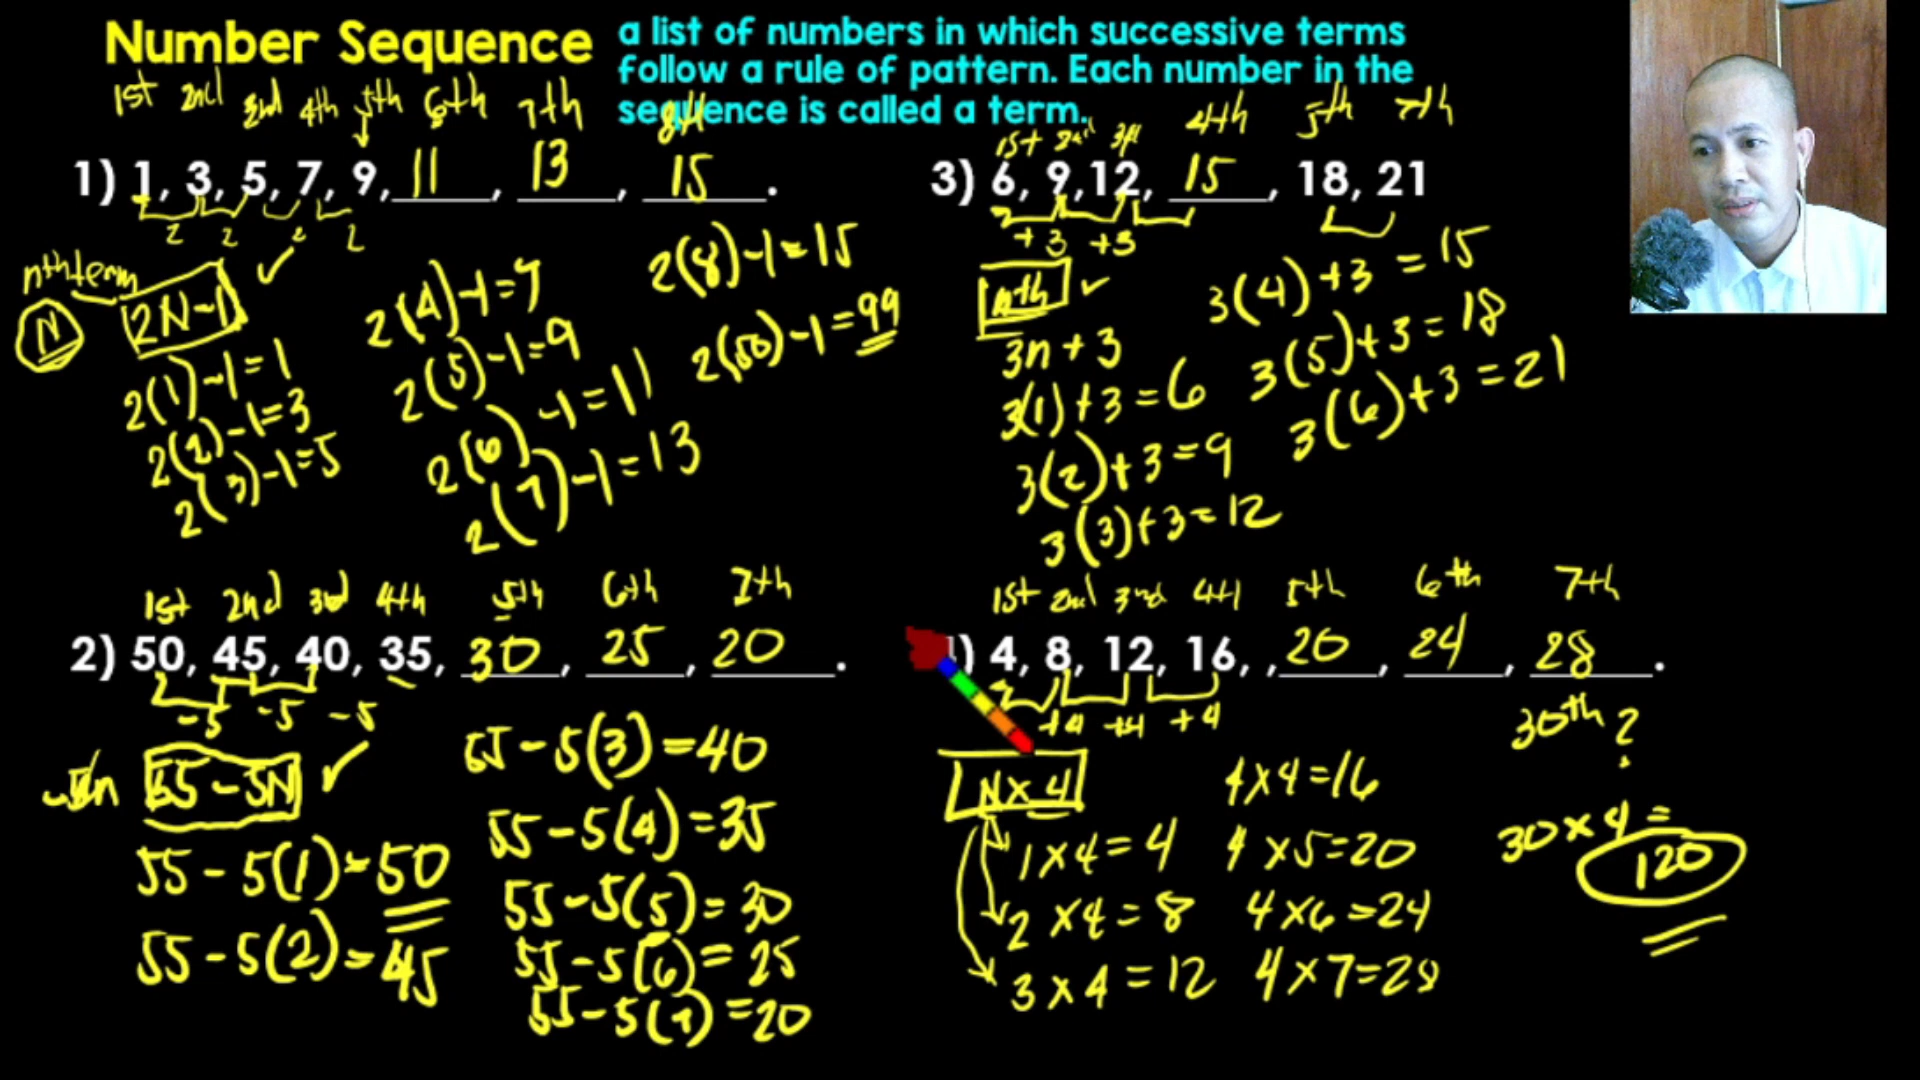 Number Sequence
a list of numbers in which successive terms
follow a rule of pattern. Each number in the
sequence is called a term.
1st 2nd 3rd 4th 5th 6th 7th 8th
1) 1, 3, 5, 7, 9, 11, 13, 15.
2 2 2 2
nth term
N
2N-1
2(1)-1=1
2(2)-1=3
2(3)-1=5
2(4)-1=7
2(5)-1=9
2(6)-1=11
2(7)-1=13
2(8)-1=15
2(50)-1=99
1st 2nd 3rd 4th 5th 7th
3) 6, 9, 12, 15, 18, 21
+3 +3
nth
3n+3
3(1)+3=6
3(2)+3=9
3(3)+3=12
3(4)+3=15
3(5)+3=18
3(6)+3=21
1st 2nd 3rd 4th 5th 6th 7th
2) 50, 45, 40, 35, 30, 25, 20.
-5 -5 -5
-5n
55-5N
55-5(1)=50
55-5(2)=45
55-5(3)=40
55-5(4)=35
55-5(5)=30
55-5(6)=25
55-5(7)=20
1st 2nd 3rd 4th 5th 6th 7th
) 4, 8, 12, 16, ,20, 24, 28.
+4 +4 +4
N×4
1×4=4
2×4=8
3×4=12
4×4=16
4×5=20
4×6=24
4×7=28
30th?
30×4=
120